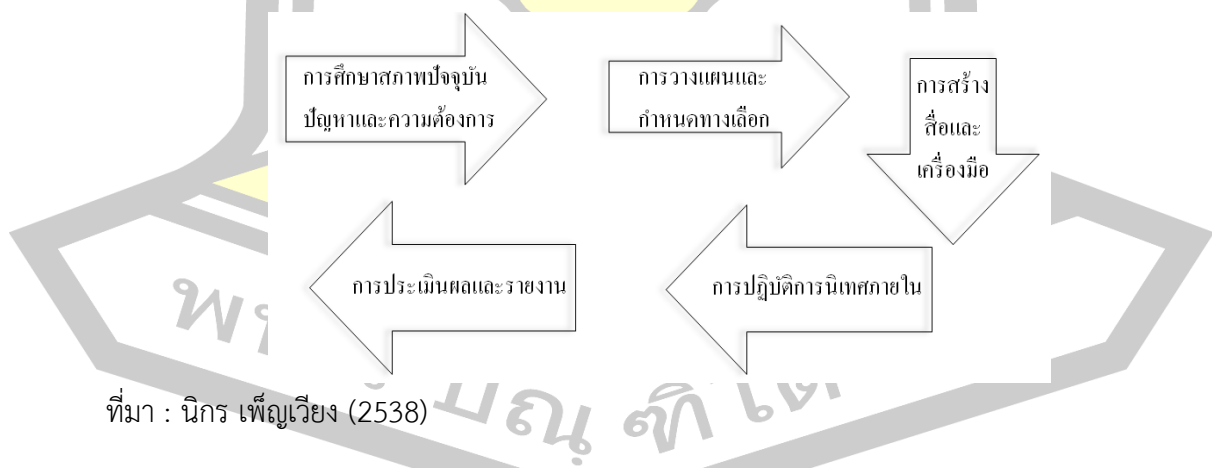 การศึกษาสภาพปัจจุบัน
ปัญหาและความต้องการ
การวางแผนและ
กำหนดทางเลือก
การสร้าง
สื่อและ
เครื่องมือ
การประเมินผลและรายงาน
การปฏิบัติการนิเทศภายใน
ที่มา : นิกร เพ็ญเวียง (2538)